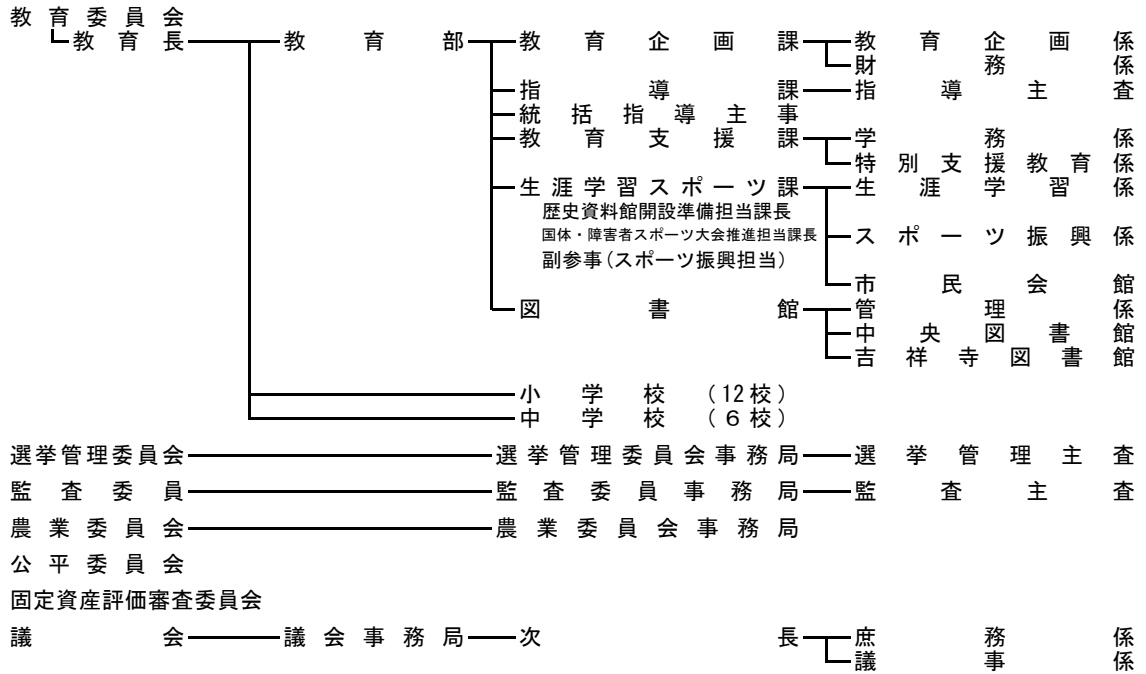 教育委員会
教育長 教育部 教育企画課 教育企画係
財務係
指導課 指導主査
統括指導主事
教育支援課 学務係
特別支援教育係
生涯学習スポーツ課 生涯学習係
歴史資料館開設準備担当課長
国体・障害者スポーツ大会推進担当課長 スポーツ振興係
副参事(スポーツ振興担当)
市民会館
図書館 管理係
中央図書館
吉祥寺図書館
小学校 (12校)
中学校 (6校)
選挙管理委員会 選挙管理委員会事務局 選挙管理主査
監査委員 監査委員事務局 監査主査
農業委員会 農業委員会事務局
公平委員会
固定資産評価審査委員会
議会 議会事務局 次長 庶務係
議事係